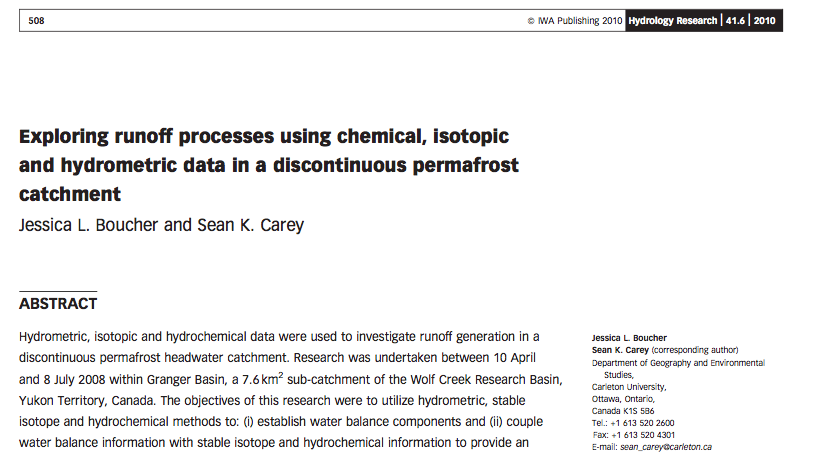 508
© IWA Publishing 2010 Hydrology Research | 41.6 | 2010
Exploring runoff processes using chemical, isotopic
and hydrometric data in a discontinuous permafrost
catchment
Jessica L. Boucher and Sean K. Carey
ABSTRACT
Hydrometric, isotopic and hydrochemical data were used to investigate runoff generation in a
discontinuous permafrost headwater catchment. Research was undertaken between 10 April
and 8 July 2008 within Granger Basin, a 7.6 km² sub-catchment of the Wolf Creek Research Basin,
Yukon Territory, Canada. The objectives of this research were to utilize hydrometric, stable
isotope and hydrochemical methods to: (i) establish water balance components and (ii) couple
water balance information with stable isotope and hydrochemical information to provide an
Jessica L. Boucher
Sean K. Carey (corresponding author)
Department of Geography and Environmental
Studies,
Carleton University,
Ottawa, Ontario,
Canada K1S 5B6
Tel.: +1 613 520 2600
Fax: +1 613 520 4301
E-mail: sean_carey@carleton.ca